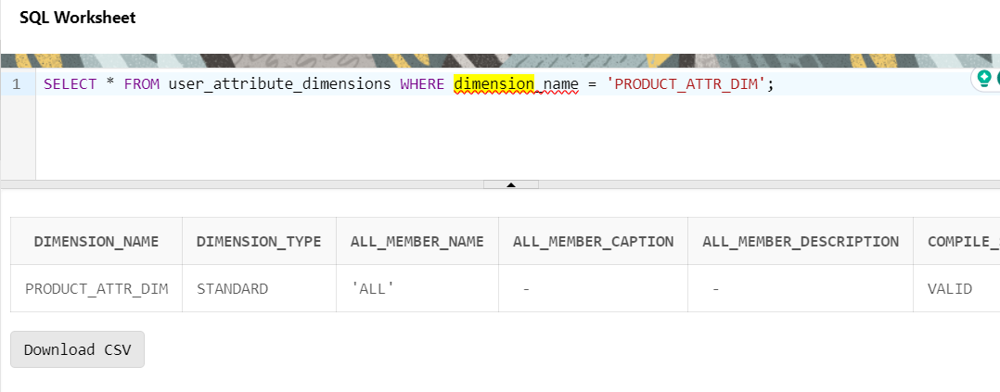 SQL Worksheet
1 SELECT * FROM user_attribute_dimensions WHERE dimension_name = 'PRODUCT_ATTR_DIM';
DIMENSION_NAME DIMENSION_TYPE ALL_MEMBER_NAME ALL_MEMBER_CAPTION ALL_MEMBER_DESCRIPTION COMPILE_
PRODUCT_ATTR_DIM STANDARD 'ALL' - - VALID
Download CSV